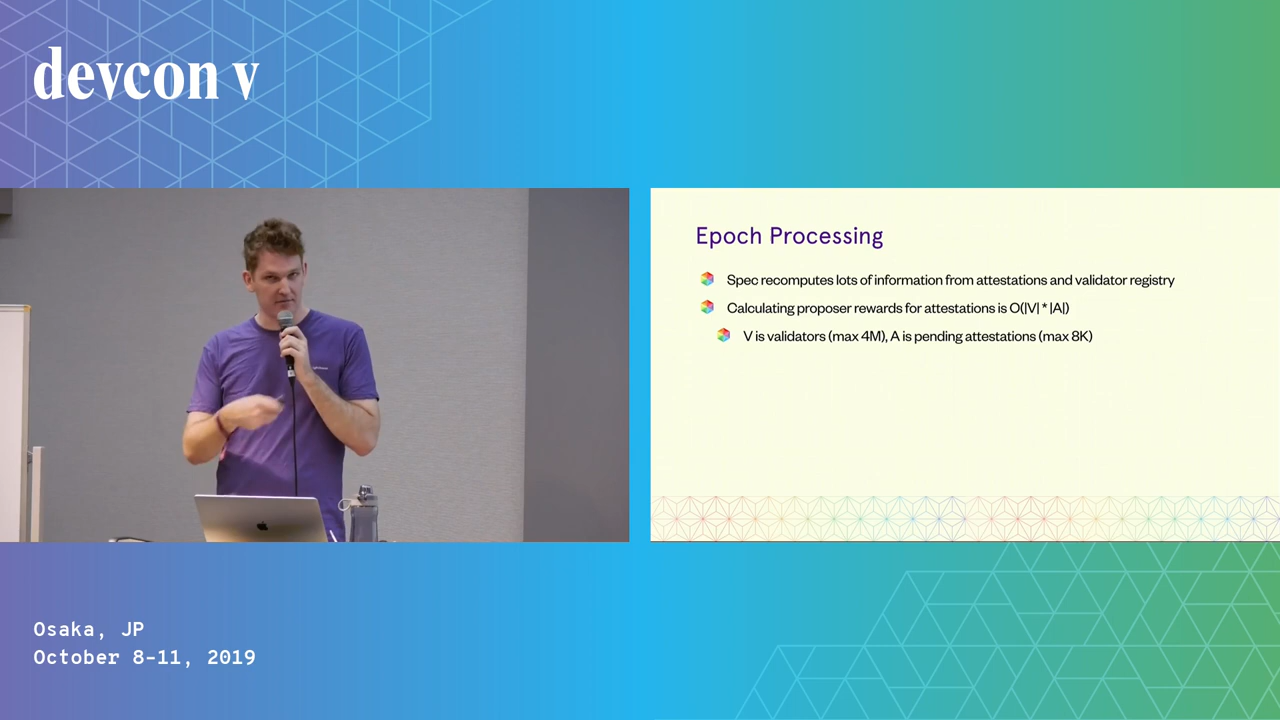 devcon v
Epoch Processing
Spec recomputes lots of information from attestations and validator registry
Calculating proposer rewards for attestations is O(|V| * |A|)
V is validators (max 4M), A is pending attestations (max 8K)
Osaka, JP
October 8-11, 2019